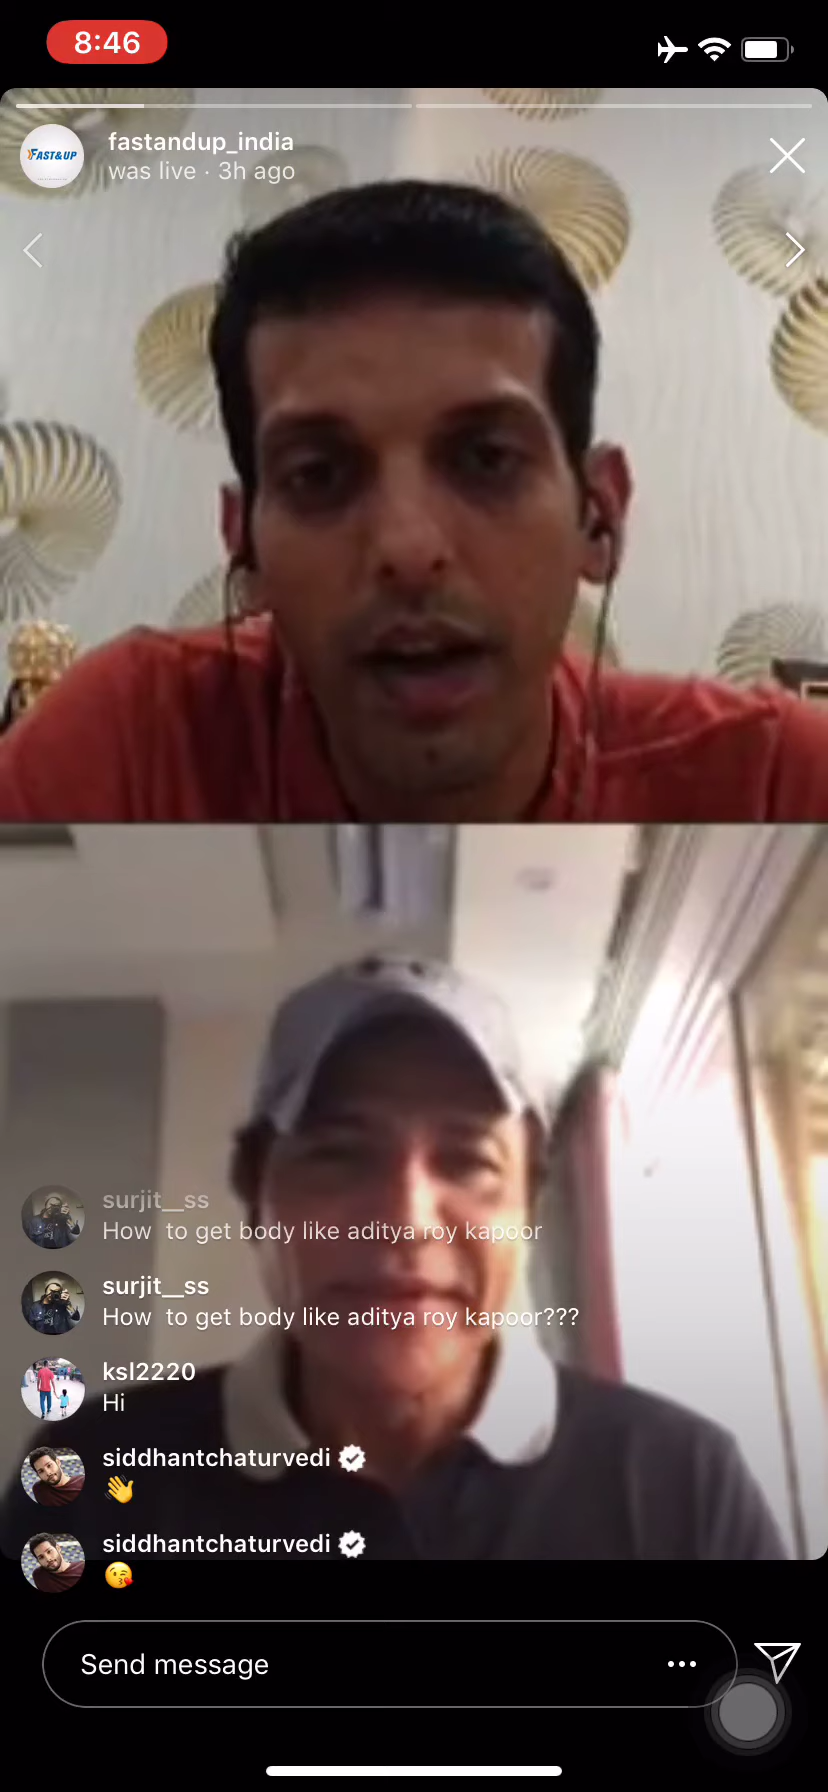 8:46
FAST&UP
fastandup_india
was live · 3h ago
surjit__ss
How  to get body like aditya roy kapoor
surjit__ss
How  to get body like aditya roy kapoor???
ksl2220
Hi
siddhantchaturvedi
👋
siddhantchaturvedi
😘
Send message